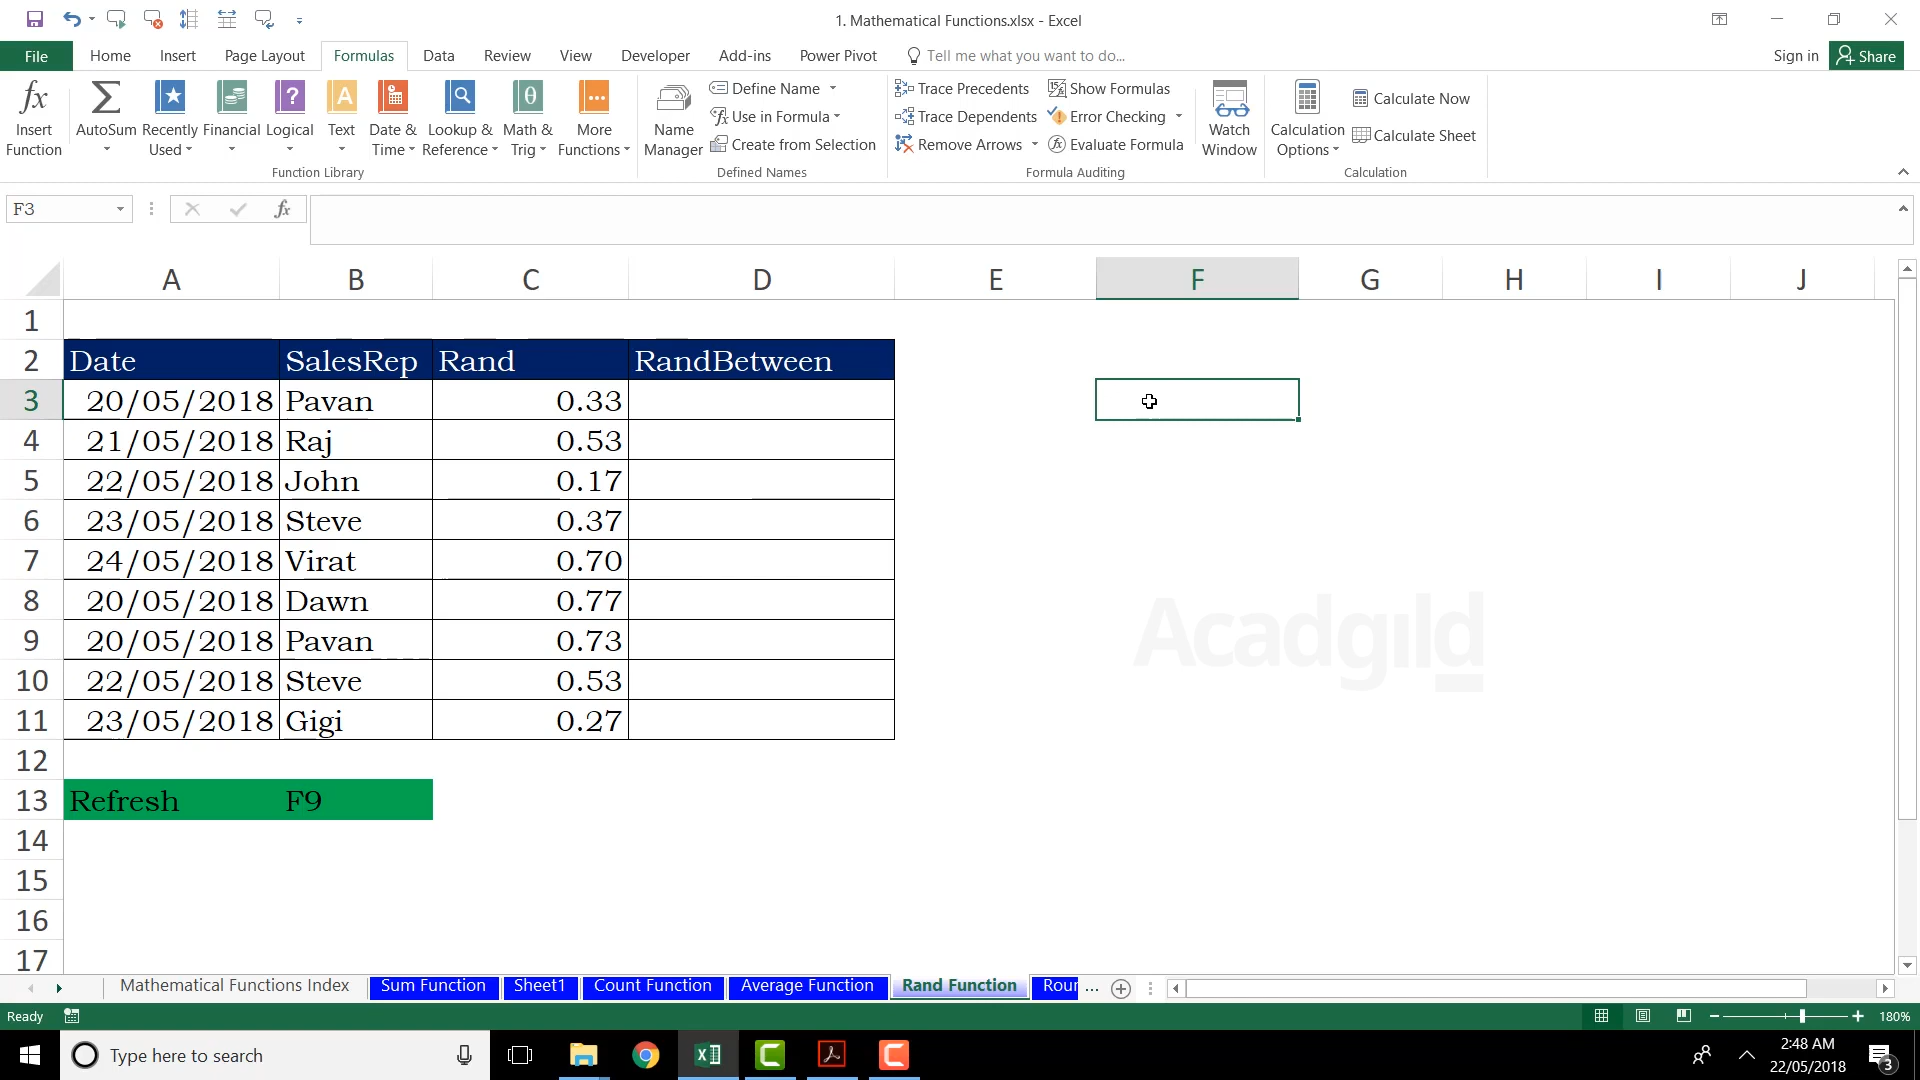 1. Mathematical Functions.xlsx - Excel
File Home Insert Page Layout Formulas Data Review View Developer Add-ins Power Pivot Tell me what you want to do... Sign in Share
Insert Function
AutoSum
Recently Used
Financial
Logical
Text
Date & Time
Lookup & Reference
Math & Trig
More Functions
Function Library
Name Manager
Define Name
Use in Formula
Create from Selection
Defined Names
Trace Precedents
Trace Dependents
Remove Arrows
Show Formulas
Error Checking
Evaluate Formula
Formula Auditing
Watch Window
Calculation Options
Calculate Now
Calculate Sheet
Calculation
F3 fx
A B C D E F G H I J
1
2 Date SalesRep Rand RandBetween
3 20/05/2018 Pavan 0.33
4 21/05/2018 Raj 0.53
5 22/05/2018 John 0.17
6 23/05/2018 Steve 0.37
7 24/05/2018 Virat 0.70
8 20/05/2018 Dawn 0.77
9 20/05/2018 Pavan 0.73
10 22/05/2018 Steve 0.53
11 23/05/2018 Gigi 0.27
12
13 Refresh F9
14
15
16
17
Acadgild
Mathematical Functions Index Sum Function Sheet1 Count Function Average Function Rand Function Rour ...
Ready 180%
Type here to search
2:48 AM
22/05/2018
3